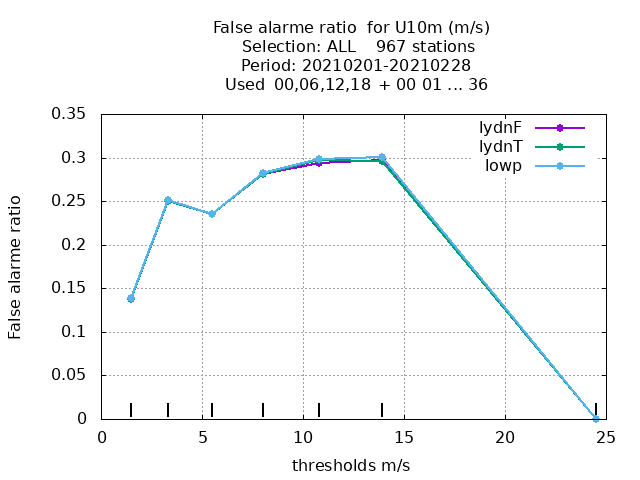 False alarme ratio  for U10m (m/s)
Selection: ALL    967 stations
Period: 20210201-20210228
Used  00,06,12,18  + 00 01 ... 36
lydnF
lydnT
lowp
0.35
0.3
0.25
0.2
0.15
0.1
0.05
0
False alarme ratio
0 5 10 15 20 25
thresholds m/s